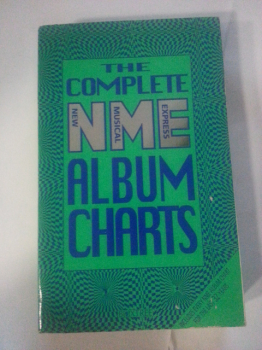 THE
COMPLETE
NME
NEW MUSICAL EXPRESS
ALBUM
CHARTS